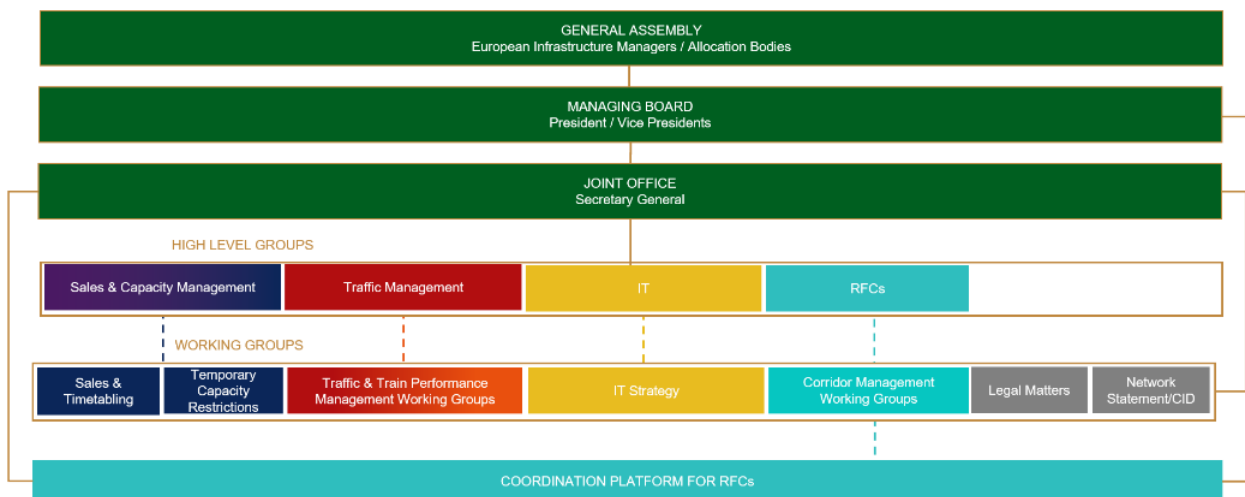 GENERAL ASSEMBLY
European Infrastructure Managers / Allocation Bodies
MANAGING BOARD
President / Vice Presidents
JOINT OFFICE
Secretary General
HIGH LEVEL GROUPS
Sales & Capacity Management
Traffic Management
IT
RFCs
WORKING GROUPS
Sales &
Timetabling
Temporary
Capacity
Restrictions
Traffic & Train Performance
Management Working Groups
IT Strategy
Corridor Management
Working Groups
Legal Matters
Network
Statement/CID
COORDINATION PLATFORM FOR RFCs